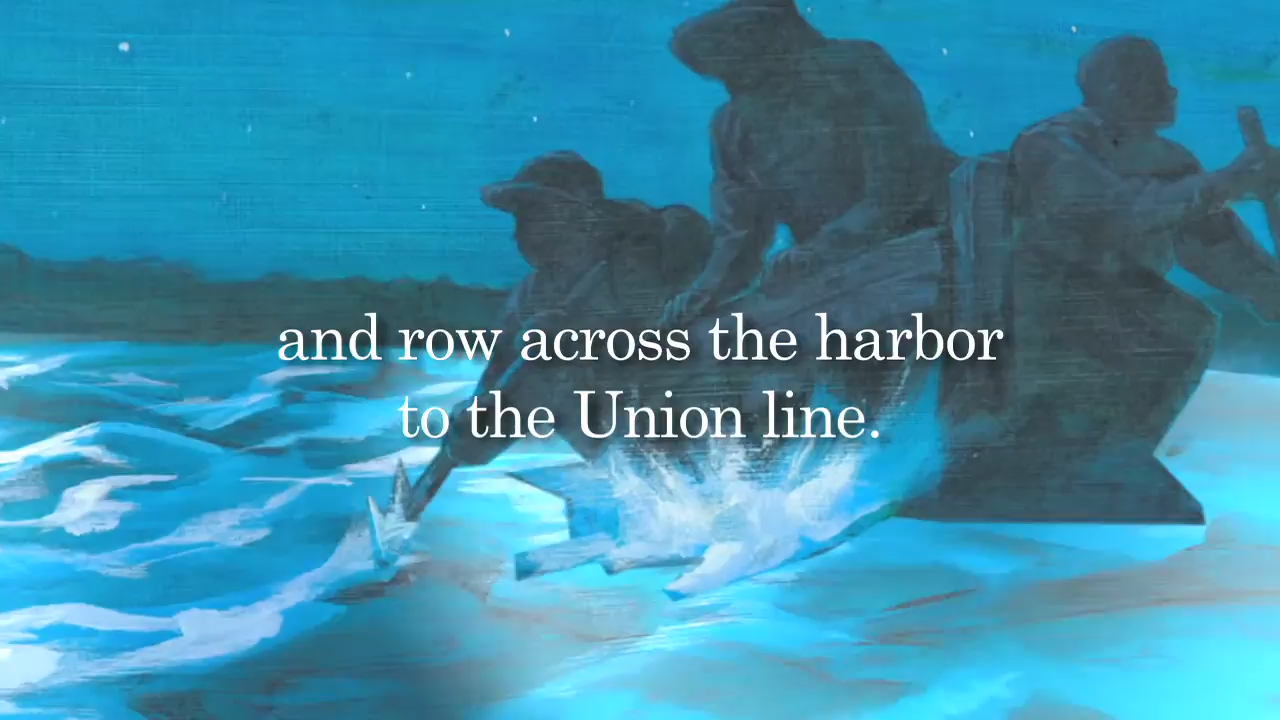 and row across the harbor
to the Union line.